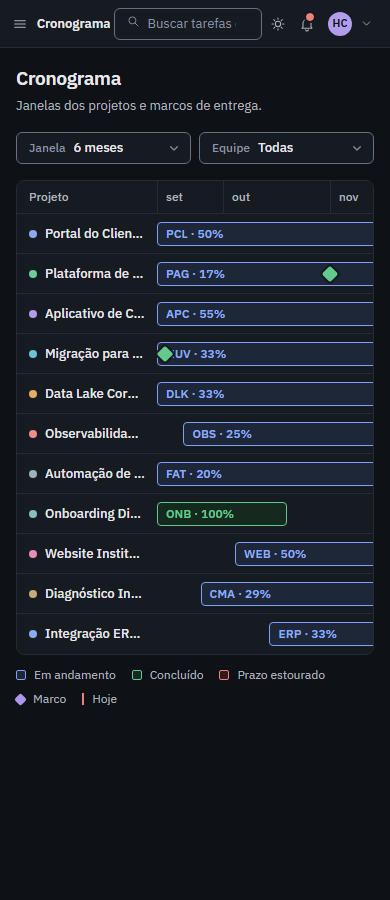 Cronograma
Buscar tarefas
HC
Cronograma
Janelas dos projetos e marcos de entrega.
Janela 6 meses
Equipe Todas
Projeto set out nov
Portal do Clien... PCL · 50%
Plataforma de ... PAG · 17%
Aplicativo de C... APC · 55%
Migração para ... UV · 33%
Data Lake Cor... DLK · 33%
Observabilida... OBS · 25%
Automação de ... FAT · 20%
Onboarding Di... ONB · 100%
Website Instit... WEB · 50%
Diagnóstico In... CMA · 29%
Integração ER... ERP · 33%
Em andamento Concluído Prazo estourado
Marco Hoje